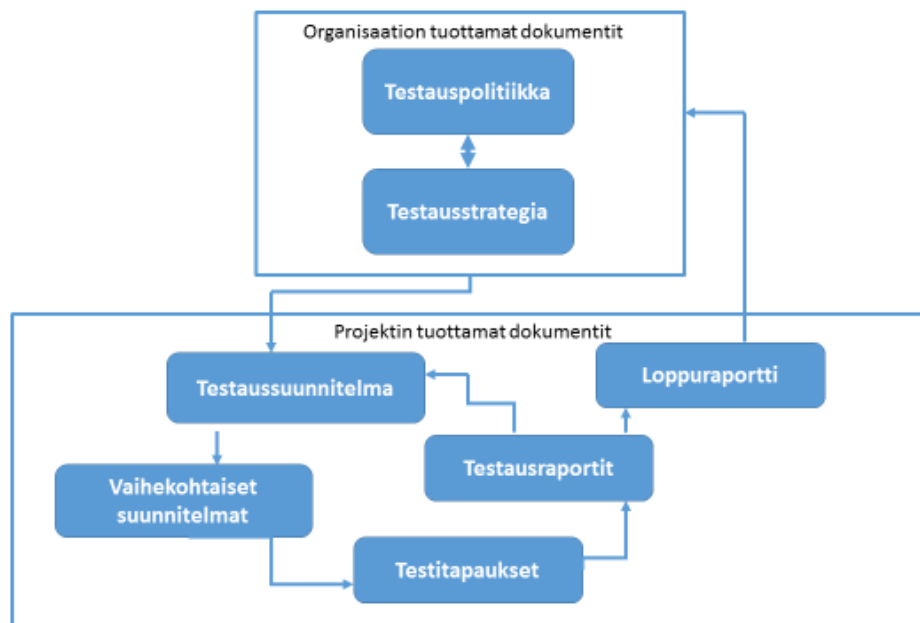 Organisaation tuottamat dokumentit
Testauspolitiikka
Testausstrategia
Projektin tuottamat dokumentit
Testaussuunnitelma
Loppuraportti
Testausraportit
Vaihekohtaiset
suunnitelmat
Testitapaukset